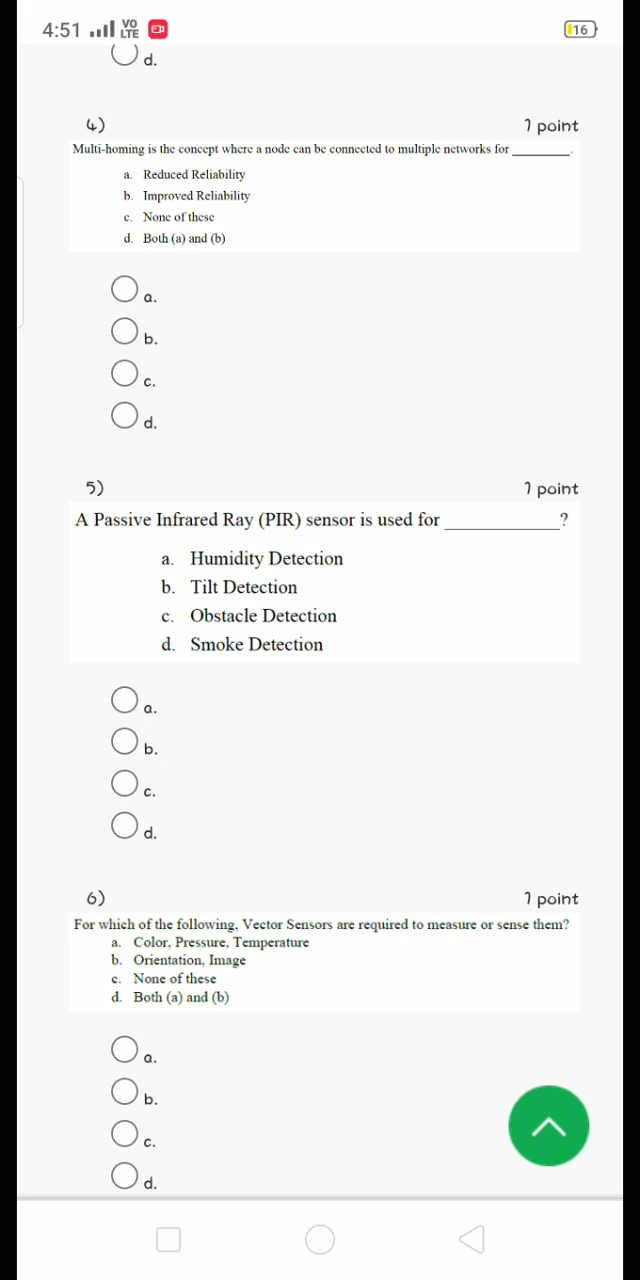 4:51 VO LTE 16
d.
4) 1 point
Multi-homing is the concept where a node can be connected to multiple networks for ________.
a. Reduced Reliability
b. Improved Reliability
c. None of these
d. Both (a) and (b)
a.
b.
c.
d.
5) 1 point
A Passive Infrared Ray (PIR) sensor is used for ____________?
a. Humidity Detection
b. Tilt Detection
c. Obstacle Detection
d. Smoke Detection
a.
b.
c.
d.
6) 1 point
For which of the following, Vector Sensors are required to measure or sense them?
a. Color, Pressure, Temperature
b. Orientation, Image
c. None of these
d. Both (a) and (b)
a.
b.
c.
d.